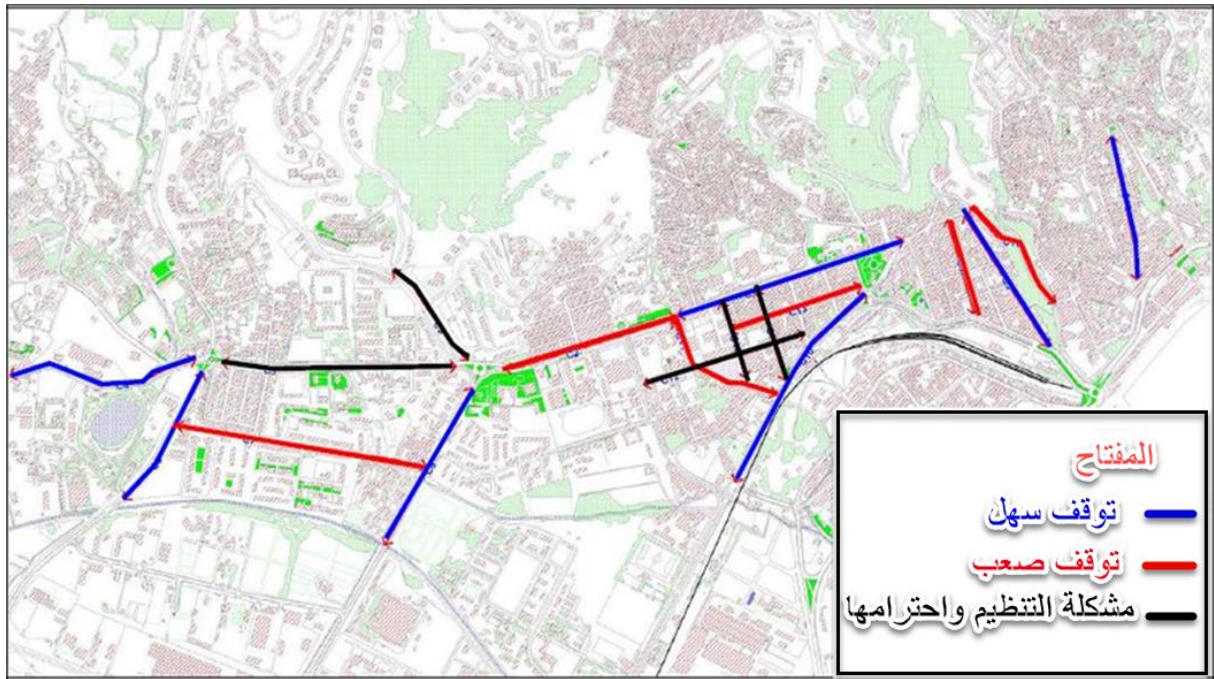 المفتاح
توقف سهل
توقف صعب
مشكلة التنظيم واحترامها